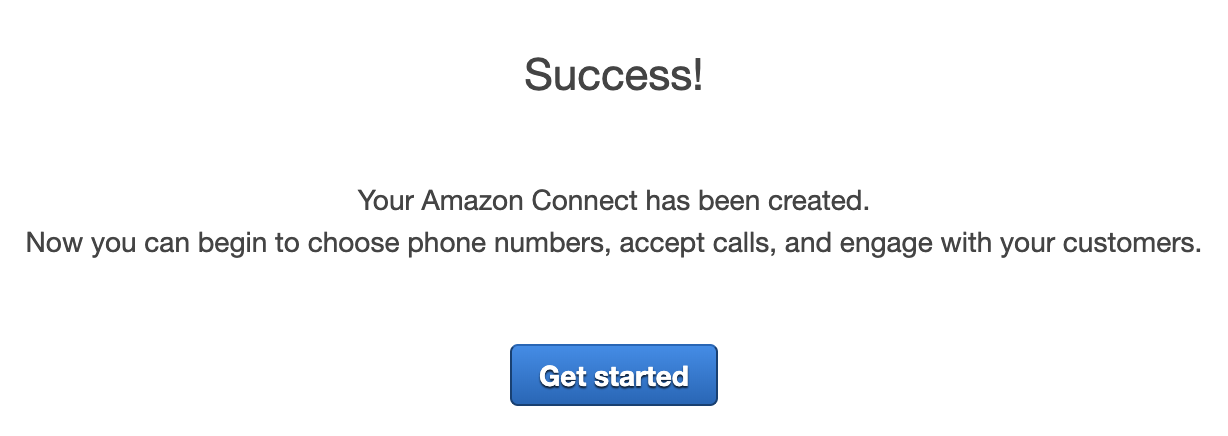 Success!
Your Amazon Connect has been created.
Now you can begin to choose phone numbers, accept calls, and engage with your customers.
Get started